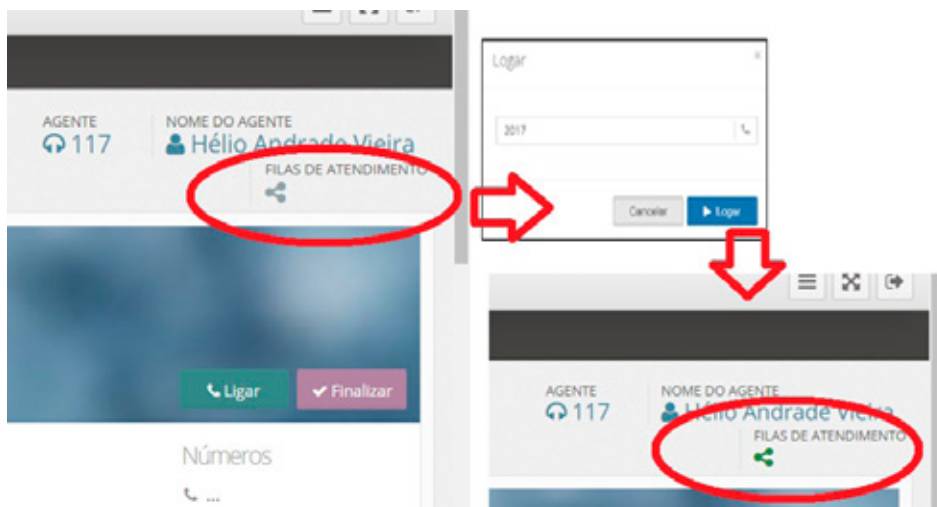 AGENTE
117
NOME DO AGENTE
Hélio Andrade Vieira
FILAS DE ATENDIMENTO
Ligar
Finalizar
Números
...
Logar
×
2017
Cancelar
Logar
AGENTE
117
NOME DO AGENTE
Hélio Andrade Vieira
FILAS DE ATENDIMENTO